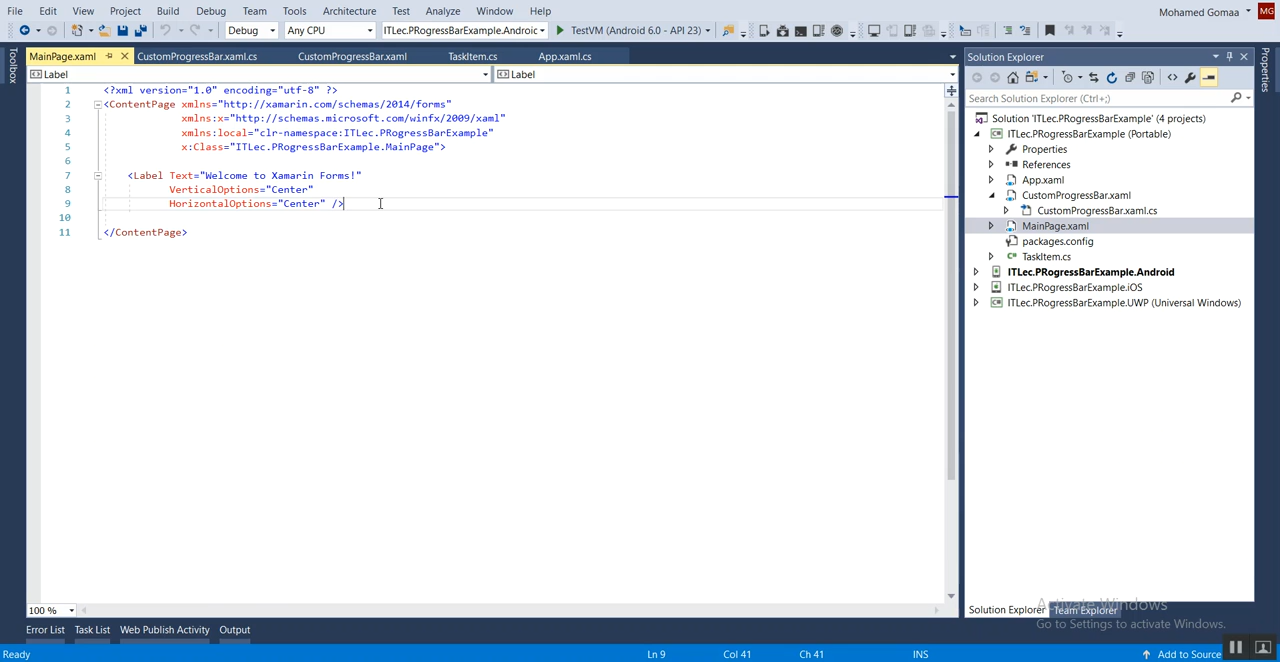 File Edit View Project Build Debug Team Tools Architecture Test Analyze Window Help Mohamed Gomaa MG
Debug Any CPU ITLec.PRogressBarExample.Android TestVM (Android 6.0 - API 23)
Toolbox
MainPage.xaml CustomProgressBar.xaml.cs CustomProgressBar.xaml TaskItem.cs App.xaml.cs
Label Label
1 <?xml version="1.0" encoding="utf-8" ?>
2 <ContentPage xmlns="http://xamarin.com/schemas/2014/forms"
3 xmlns:x="http://schemas.microsoft.com/winfx/2009/xaml"
4 xmlns:local="clr-namespace:ITLec.PRogressBarExample"
5 x:Class="ITLec.PRogressBarExample.MainPage">
6
7 <Label Text="Welcome to Xamarin Forms!"
8 VerticalOptions="Center"
9 HorizontalOptions="Center" />
10
11 </ContentPage>
100 %
Solution Explorer
Search Solution Explorer (Ctrl+;)
Solution 'ITLec.PRogressBarExample' (4 projects)
ITLec.PRogressBarExample (Portable)
Properties
References
App.xaml
CustomProgressBar.xaml
CustomProgressBar.xaml.cs
MainPage.xaml
packages.config
TaskItem.cs
ITLec.PRogressBarExample.Android
ITLec.PRogressBarExample.iOS
ITLec.PRogressBarExample.UWP (Universal Windows)
Properties
Solution Explorer Team Explorer
Activate Windows
Go to Settings to activate Windows.
Error List Task List Web Publish Activity Output
Ready Ln 9 Col 41 Ch 41 INS Add to Source